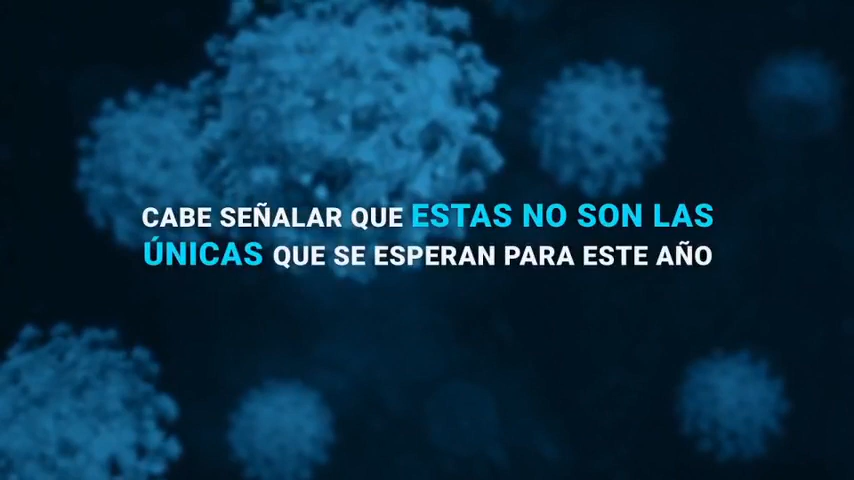 CABE SEÑALAR QUE ESTAS NO SON LAS
ÚNICAS QUE SE ESPERAN PARA ESTE AÑO